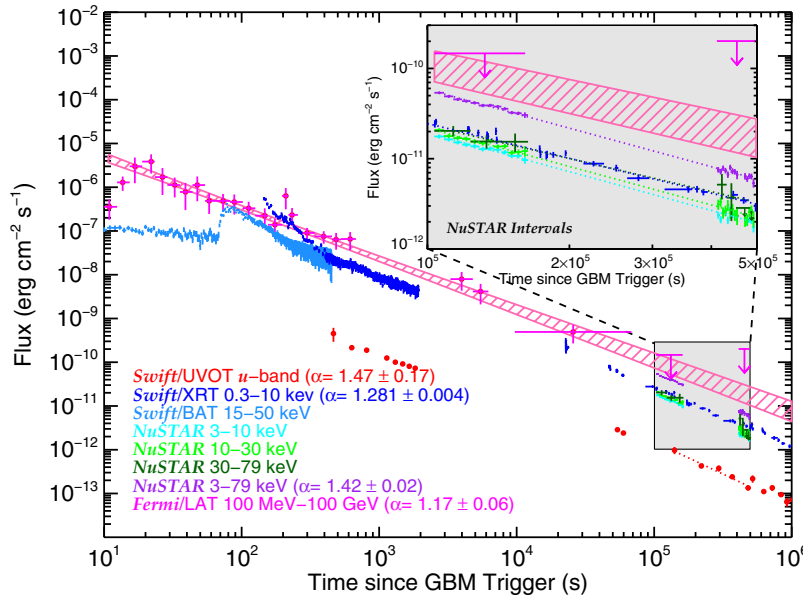 10⁻²
10⁻³
10⁻⁴
10⁻⁵
10⁻⁶
10⁻⁷
10⁻⁸
10⁻⁹
10⁻¹⁰
10⁻¹¹
10⁻¹²
10⁻¹³
Flux (erg cm⁻² s⁻¹)
10⁻¹⁰
10⁻¹¹
10⁻¹²
Flux (erg cm⁻² s⁻¹)
NuSTAR Intervals
10⁵ 2×10⁵ 3×10⁵ 5×10⁵
Time since GBM Trigger (s)
Swift/UVOT u-band (α= 1.47 ± 0.17)
Swift/XRT 0.3–10 kev (α= 1.281 ± 0.004)
Swift/BAT 15–50 keV
NuSTAR 3–10 keV
NuSTAR 10–30 keV
NuSTAR 30–79 keV
NuSTAR 3–79 keV (α= 1.42 ± 0.02)
Fermi/LAT 100 MeV–100 GeV (α= 1.17 ± 0.06)
10¹ 10² 10³ 10⁴ 10⁵ 10⁶
Time since GBM Trigger (s)